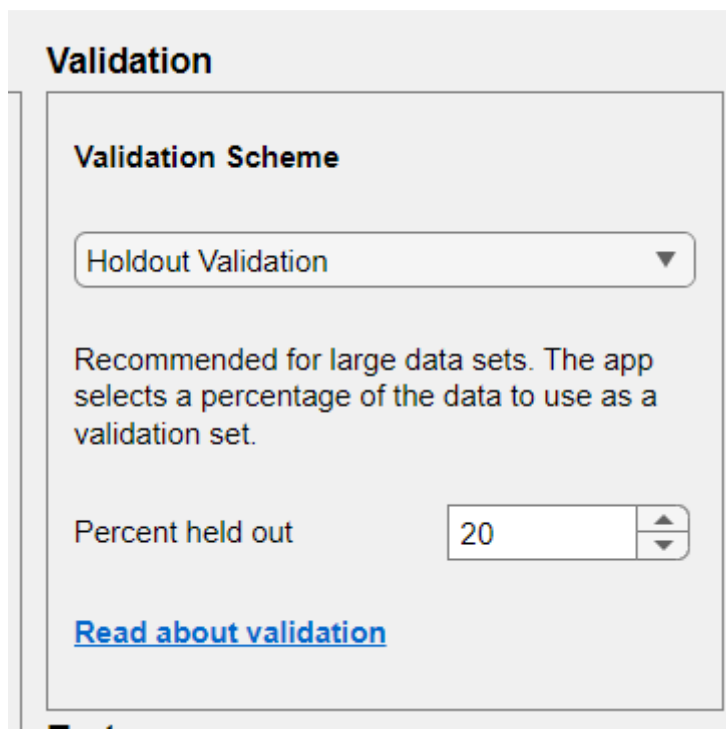 Validation
Validation Scheme
Holdout Validation
Recommended for large data sets. The app
selects a percentage of the data to use as a
validation set.
Percent held out
20
Read about validation